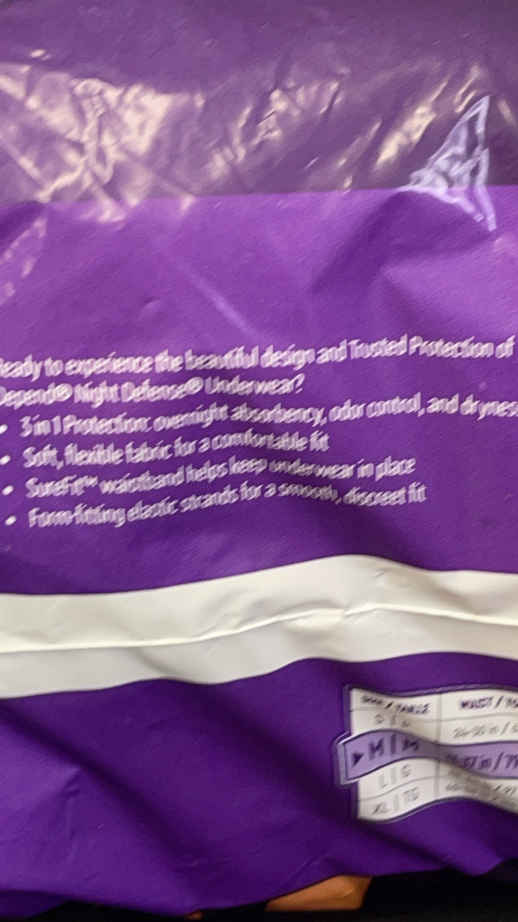 Ready to experience the beautiful design and Trusted Protection of
Depend® Night Defense® Underwear?
• 3 in 1 Protection: overnight absorbency, odor control, and drynes
• Soft, flexible fabric for a comfortable fit
• SureFit™ waistband helps keep underwear in place
• Form-fitting elastic strands for a smooth, discreet fit
WAIST /
M | M
L | G
XL | TG